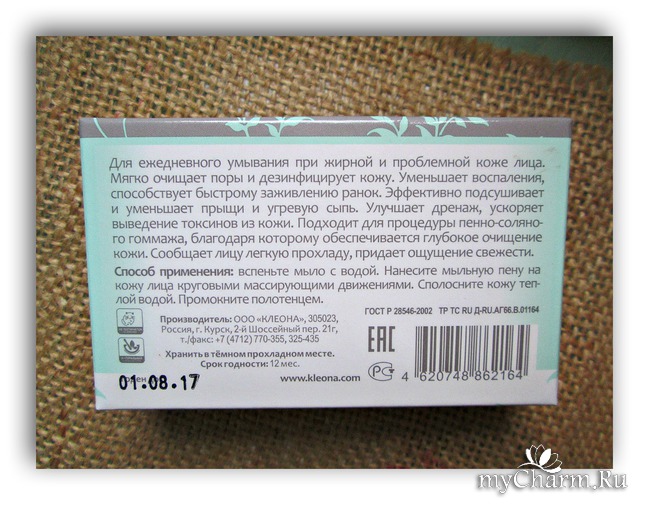 Для ежедневного умывания при жирной и проблемной коже лица.
Мягко очищает поры и дезинфицирует кожу. Уменьшает воспаления,
способствует быстрому заживлению ранок. Эффективно подсушивает
и уменьшает прыщи и угревую сыпь. Улучшает дренаж, ускоряет
выведение токсинов из кожи. Подходит для процедуры пенно-соляно-
го гоммажа, благодаря которому обеспечивается глубокое очищение
кожи. Сообщает лицу легкую прохладу, придает ощущение свежести.
Способ применения: вспеньте мыло с водой. Нанесите мыльную пену на
кожу лица круговыми массирующими движениями. Сполосните кожу теп-
лой водой. Промокните полотенцем.
ГОСТ Р 28546-2002 ТР ТС RU Д-RU.АГ66.В.01164
Производитель: ООО «КЛЕОНА», 305023,
Россия, г. Курск, 2-й Шоссейный пер. 21г,
т./факс: +7 (4712) 770-355, 325-435
Хранить в тёмном прохладном месте.
Срок годности: 12 мес.
www.kleona.com
01.08.17
EAC
РС
4 620748 862164
myCharm.Ru